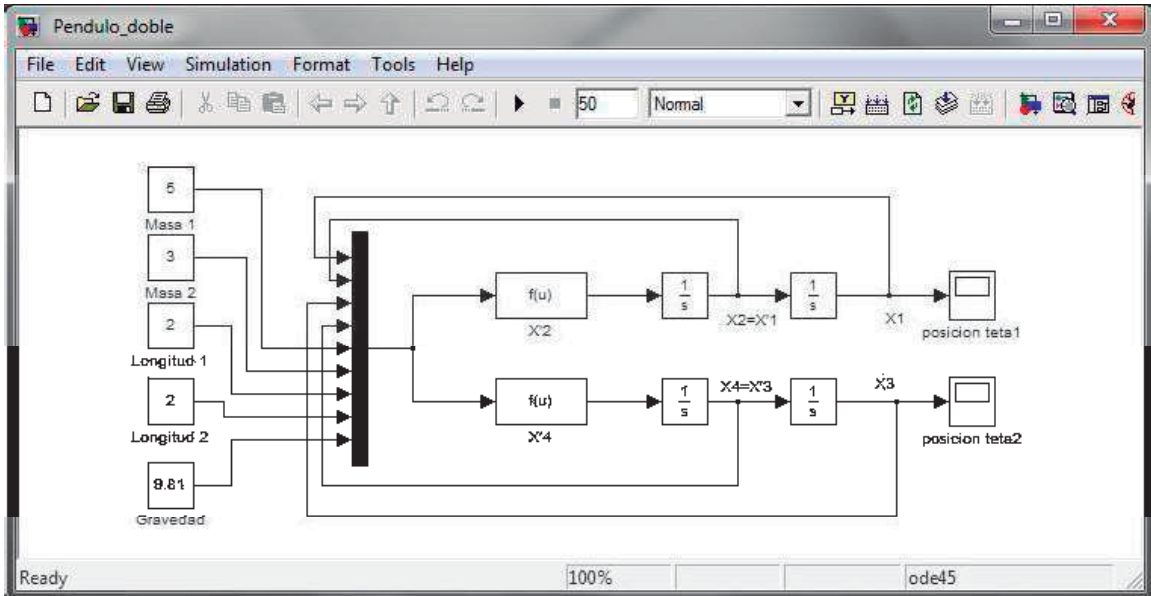 Pendulo_doble
File Edit View Simulation Format Tools Help
50 Normal
5
Masa 1
3
Masa 2
2
Longitud 1
2
Longitud 2
9.81
Gravedad
f(u)
X'2
1
s
X2=X'1
1
s
X1
posicion teta1
f(u)
X'4
1
s
X4=X'3
1
s
X3
posicion teta2
Ready 100% ode45